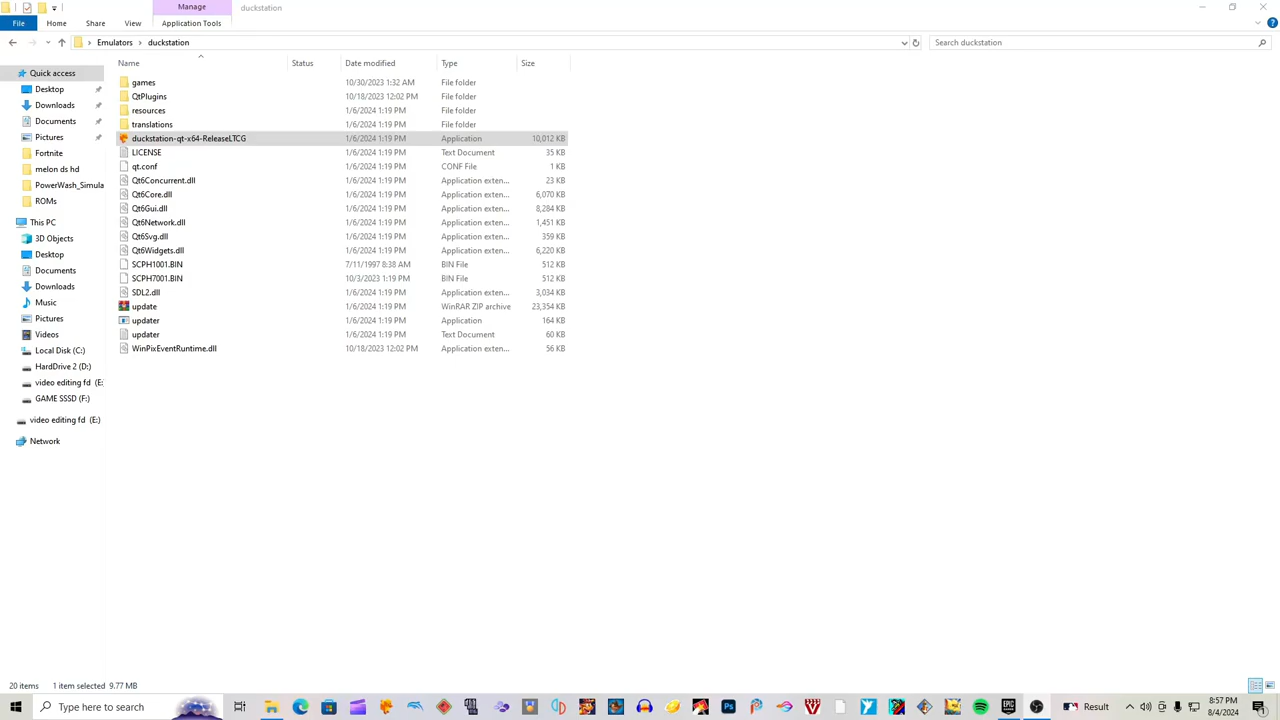 Manage
duckstation
File
Home
Share
View
Application Tools
Emulators
duckstation
Search duckstation
Name
Status
Date modified
Type
Size
Quick access
Desktop
Downloads
Documents
Pictures
Fortnite
melon ds hd
PowerWash_Simula
ROMs
This PC
3D Objects
Desktop
Documents
Downloads
Music
Pictures
Videos
Local Disk (C:)
HardDrive 2 (D:)
video editing fd (E:
GAME SSSD (F:)
video editing fd (E:)
Network
games 10/30/2023 1:32 AM File folder
QtPlugins 10/18/2023 12:02 PM File folder
resources 1/6/2024 1:19 PM File folder
translations 1/6/2024 1:19 PM File folder
duckstation-qt-x64-ReleaseLTCG 1/6/2024 1:19 PM Application 10,012 KB
LICENSE 1/6/2024 1:19 PM Text Document 35 KB
qt.conf 1/6/2024 1:19 PM CONF File 1 KB
Qt6Concurrent.dll 1/6/2024 1:19 PM Application exten... 23 KB
Qt6Core.dll 1/6/2024 1:19 PM Application exten... 6,070 KB
Qt6Gui.dll 1/6/2024 1:19 PM Application exten... 8,284 KB
Qt6Network.dll 1/6/2024 1:19 PM Application exten... 1,451 KB
Qt6Svg.dll 1/6/2024 1:19 PM Application exten... 359 KB
Qt6Widgets.dll 1/6/2024 1:19 PM Application exten... 6,220 KB
SCPH1001.BIN 7/11/1997 8:38 AM BIN File 512 KB
SCPH7001.BIN 10/3/2023 1:19 PM BIN File 512 KB
SDL2.dll 1/6/2024 1:19 PM Application exten... 3,034 KB
update 1/6/2024 1:19 PM WinRAR ZIP archive 23,354 KB
updater 1/6/2024 1:19 PM Application 164 KB
updater 1/6/2024 1:19 PM Text Document 60 KB
WinPixEventRuntime.dll 10/18/2023 12:02 PM Application exten... 56 KB
20 items 1 item selected 9.77 MB
Type here to search
Result
8:57 PM
8/4/2024